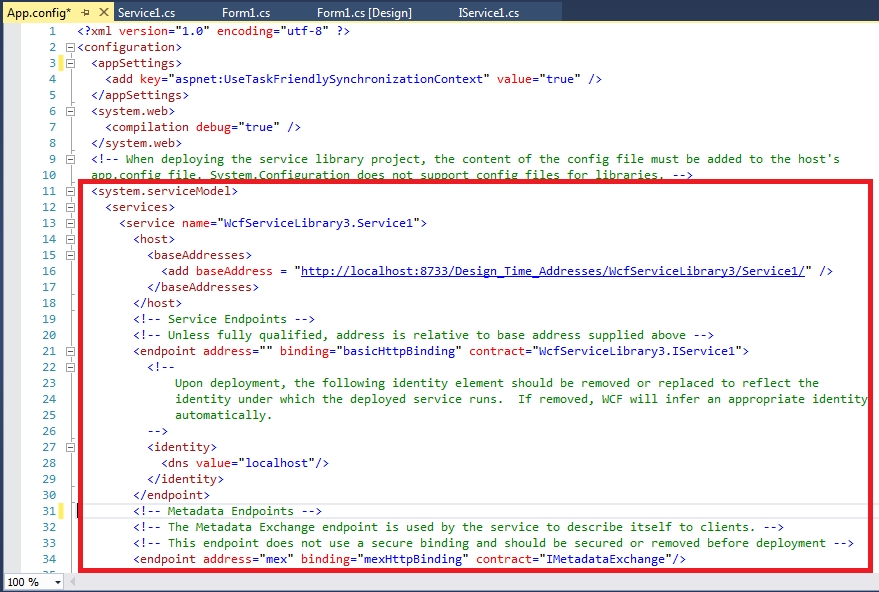 App.config* Service1.cs Form1.cs Form1.cs [Design] IService1.cs
1 <?xml version="1.0" encoding="utf-8" ?>
2 <configuration>
3 <appSettings>
4 <add key="aspnet:UseTaskFriendlySynchronizationContext" value="true" />
5 </appSettings>
6 <system.web>
7 <compilation debug="true" />
8 </system.web>
9 <!-- When deploying the service library project, the content of the config file must be added to the host's
10 app.config file. System.Configuration does not support config files for libraries. -->
11 <system.serviceModel>
12 <services>
13 <service name="WcfServiceLibrary3.Service1">
14 <host>
15 <baseAddresses>
16 <add baseAddress = "http://localhost:8733/Design_Time_Addresses/WcfServiceLibrary3/Service1/" />
17 </baseAddresses>
18 </host>
19 <!-- Service Endpoints -->
20 <!-- Unless fully qualified, address is relative to base address supplied above -->
21 <endpoint address="" binding="basicHttpBinding" contract="WcfServiceLibrary3.IService1">
22 <!--
23 Upon deployment, the following identity element should be removed or replaced to reflect the
24 identity under which the deployed service runs.  If removed, WCF will infer an appropriate identity
25 automatically.
26 -->
27 <identity>
28 <dns value="localhost"/>
29 </identity>
30 </endpoint>
31 <!-- Metadata Endpoints -->
32 <!-- The Metadata Exchange endpoint is used by the service to describe itself to clients. -->
33 <!-- This endpoint does not use a secure binding and should be secured or removed before deployment -->
34 <endpoint address="mex" binding="mexHttpBinding" contract="IMetadataExchange"/>
100 %